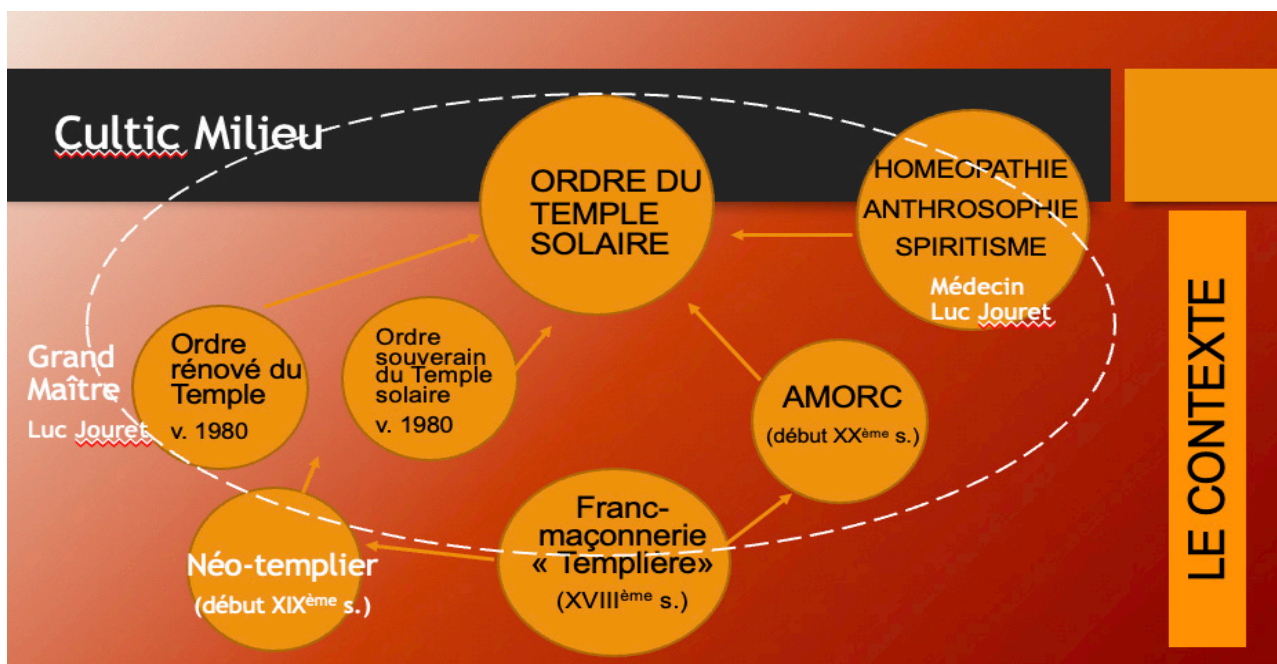 Cultic Milieu
ORDRE DU
TEMPLE
SOLAIRE
HOMEOPATHIE
ANTHROSOPHIE
SPIRITISME
Médecin
Luc Jouret
Grand
Maître
Luc Jouret
Ordre
rénové du
Temple
v. 1980
Ordre
souverain
du Temple
solaire
v. 1980
AMORC
(début XXème s.)
Néo-templier
(début XIXème s.)
Franc-
maçonnerie
« Templière»
(XVIIIème s.)
LE CONTEXTE